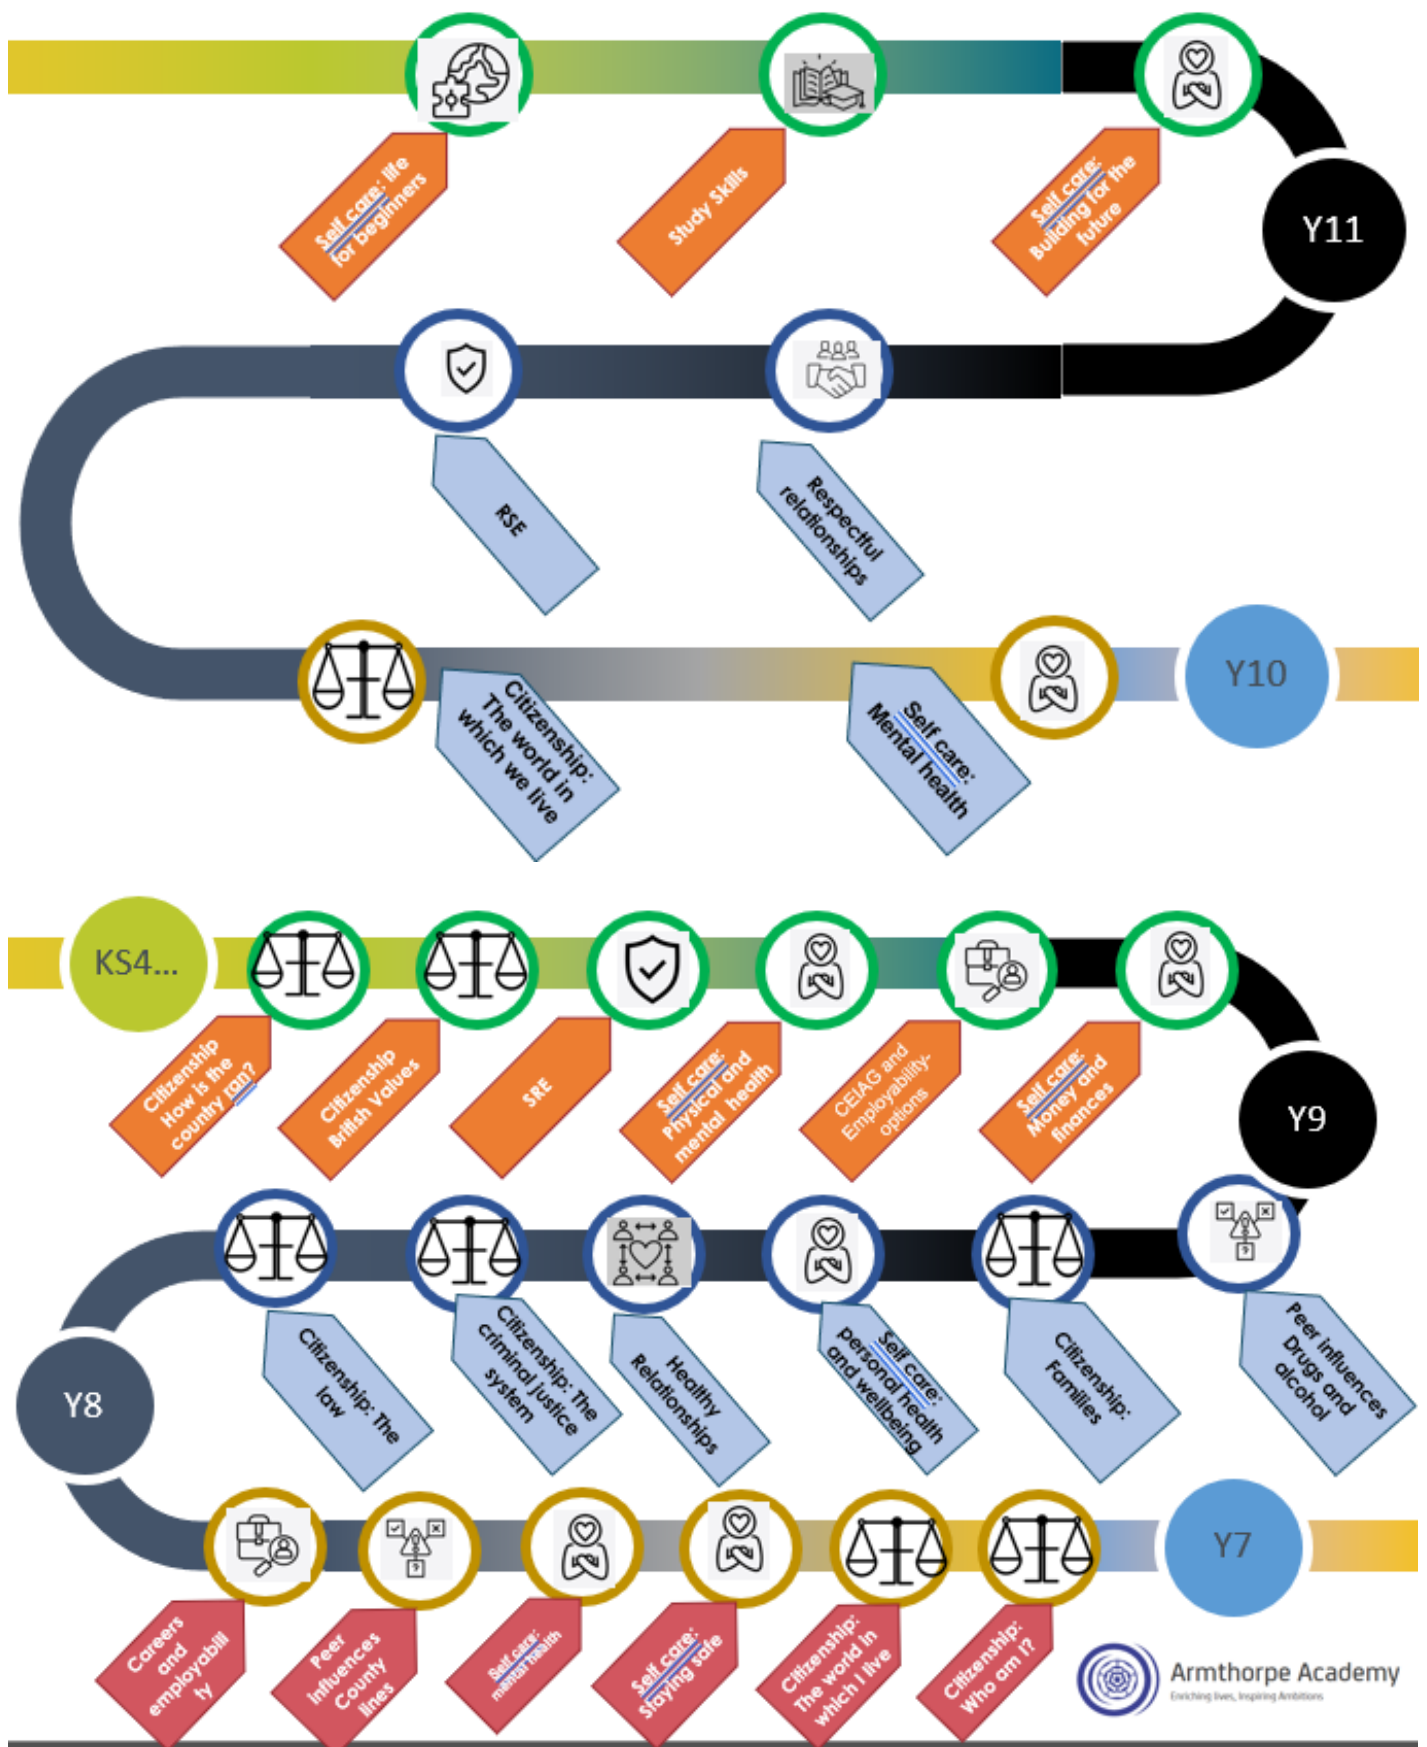 Self care: life
for beginners
Study Skills
Self care:
Building for the
future
Y11
RSE
Respectful
relationships
Citizenship:
The world in
which we live
Self care:
Mental health
Y10
KS4...
Citizenship
How is the
country ran?
Citizenship
British Values
SRE
Self care:
Physical and
mental health
CEIAG and
Employability-
options
Self care:
Money and
finances
Y9
Citizenship: The
law
Citizenship: The
criminal justice
system
Healthy
Relationships
Self care:
personal health
and wellbeing
Citizenship:
Families
Peer influences
Drugs and
alcohol
Y8
Y7
Careers
and
employabili
ty
Peer
influences
County
lines
Self care:
mental health
Self care:
Staying safe
Citizenship:
The world in
which I live
Citizenship:
Who am I?
Armthorpe Academy
Enriching lives, Inspiring Ambitions